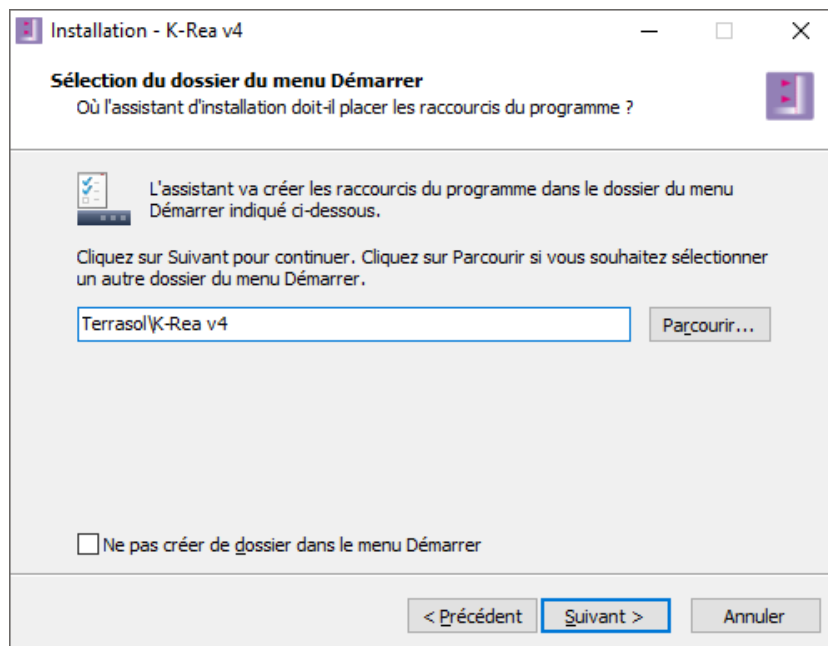 Installation - K-Rea v4
Sélection du dossier du menu Démarrer
Où l'assistant d'installation doit-il placer les raccourcis du programme ?
L'assistant va créer les raccourcis du programme dans le dossier du menu
Démarrer indiqué ci-dessous.
Cliquez sur Suivant pour continuer. Cliquez sur Parcourir si vous souhaitez sélectionner
un autre dossier du menu Démarrer.
Terrasol\K-Rea v4
Parcourir...
Ne pas créer de dossier dans le menu Démarrer
< Précédent
Suivant >
Annuler